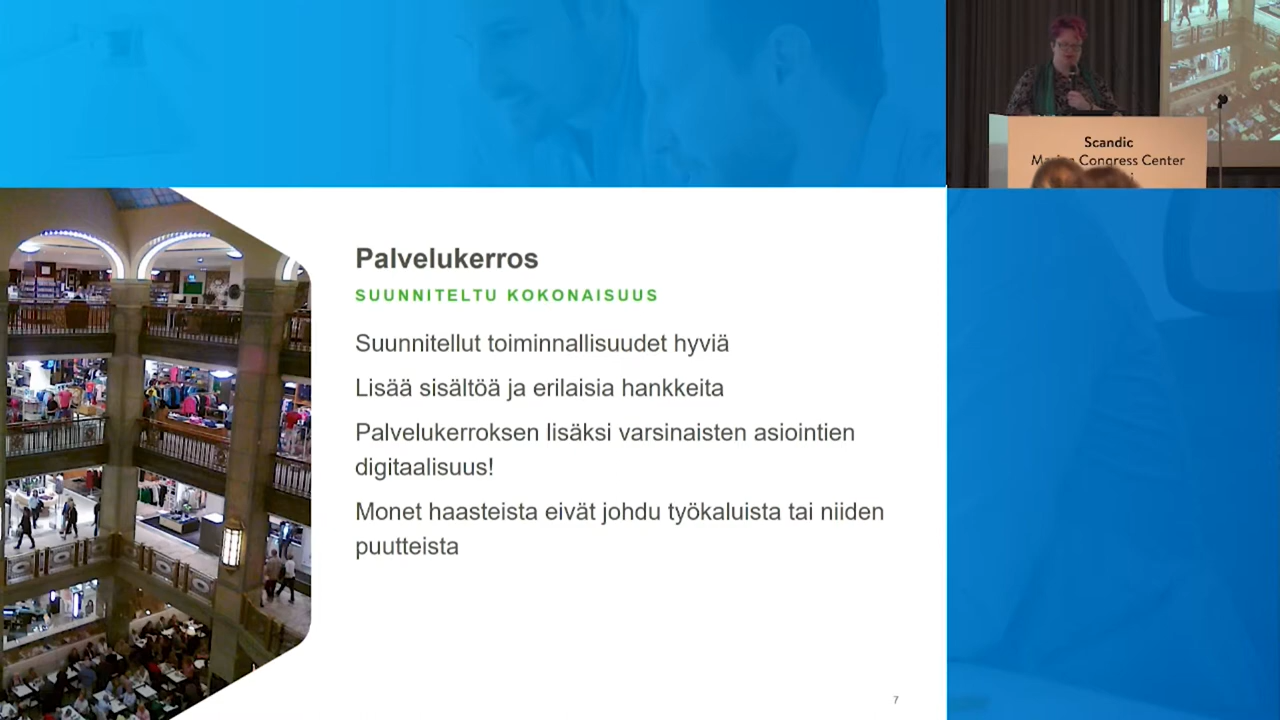 Scandic
Congress Center
Palvelukerros
SUUNNITELTU KOKONAISUUS
Suunnitellut toiminnallisuudet hyviä
Lisää sisältöä ja erilaisia hankkeita
Palvelukerroksen lisäksi varsinaisten asiointien
digitaalisuus!
Monet haasteista eivät johdu työkaluista tai niiden
puutteista
7